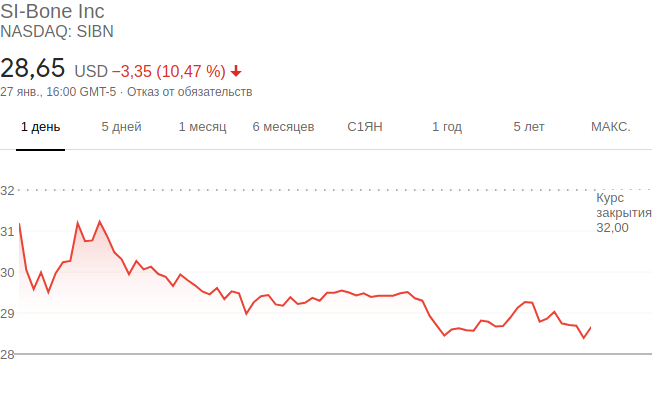 SI-Bone Inc
NASDAQ: SIBN
28,65 USD −3,35 (10,47 %)
27 янв., 16:00 GMT-5 · Отказ от обязательств
1 день 5 дней 1 месяц 6 месяцев С1ЯН 1 год 5 лет МАКС.
32
Курс
закрытия
32,00
31
30
29
28